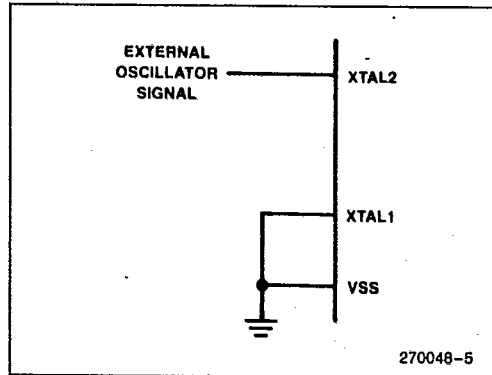 EXTERNAL
OSCILLATOR
SIGNAL
XTAL2
XTAL1
VSS
270048-5